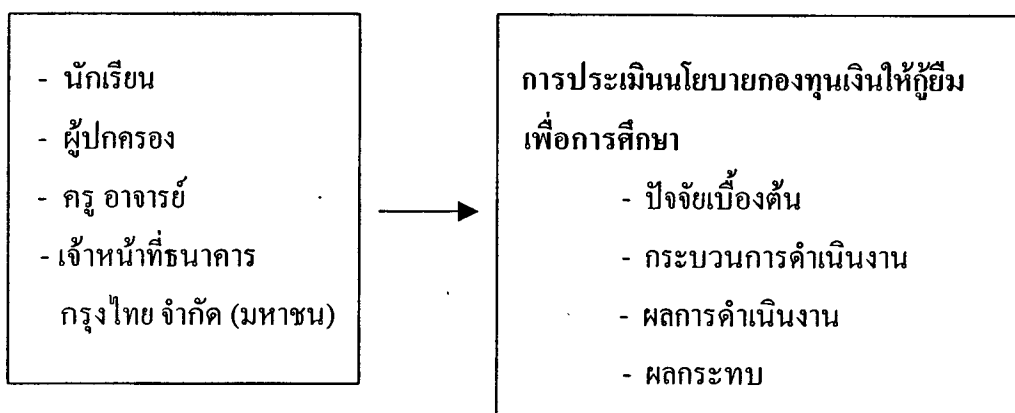 - นักเรียน
- ผู้ปกครอง
- ครู อาจารย์
- เจ้าหน้าที่ธนาคาร
กรุงไทย จำกัด (มหาชน)
การประเมินนโยบายกองทุนเงินให้กู้ยืม
เพื่อการศึกษา
- ปัจจัยเบื้องต้น
- กระบวนการดำเนินงาน
- ผลการดำเนินงาน
- ผลกระทบ